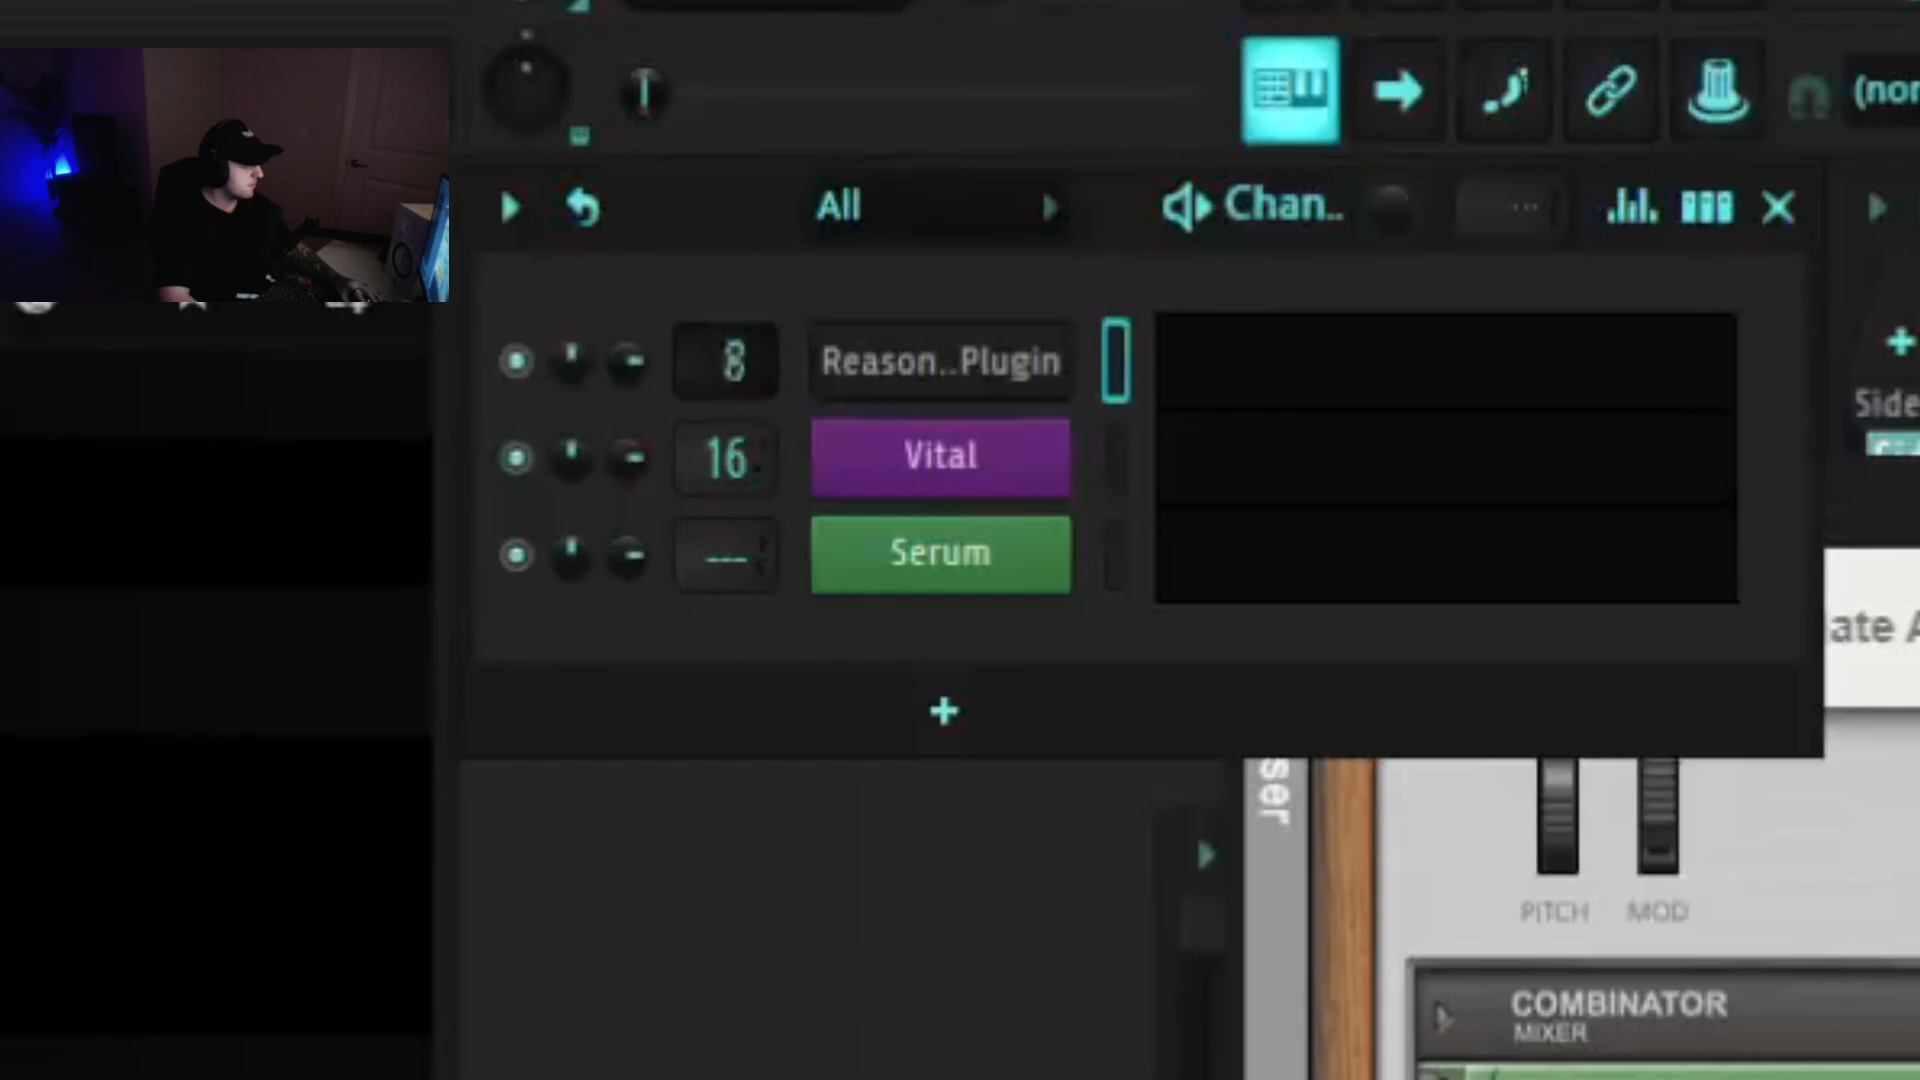 (nor
All
Chan..
8
Reason..Plugin
16
Vital
---
Serum
Side
ate A
ser
PITCH
MOD
COMBINATOR
MIXER